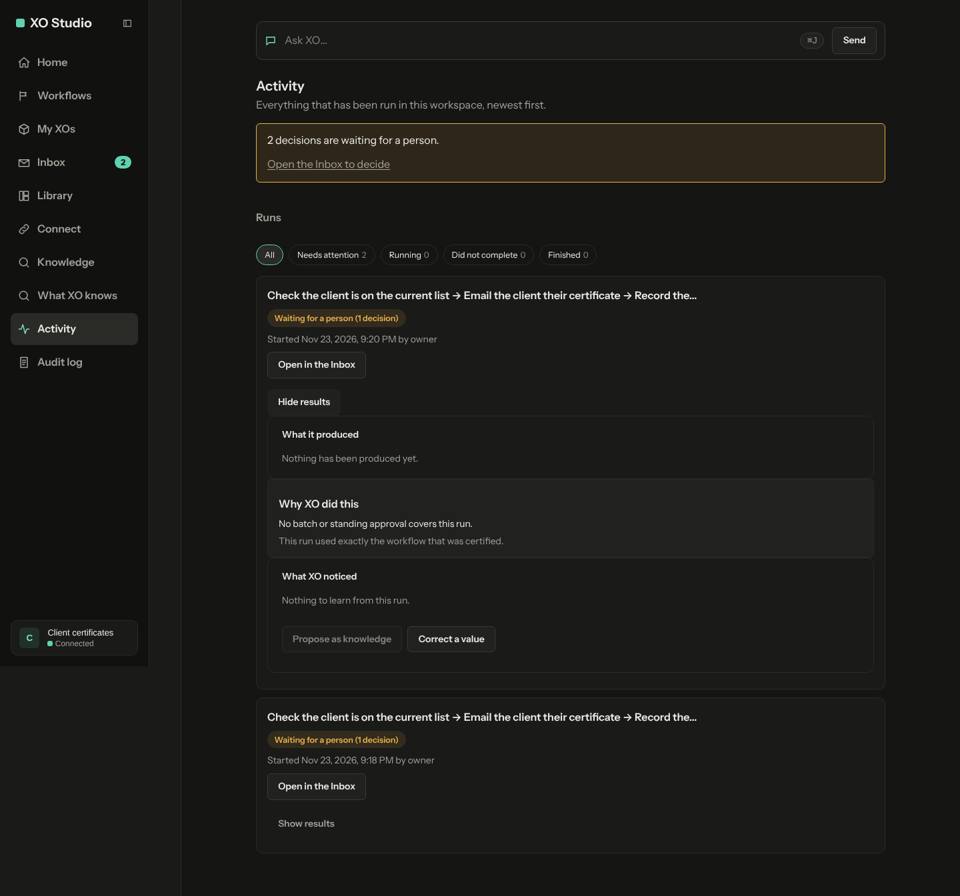 XO Studio
Home
Workflows
My XOs
Inbox 2
Library
Connect
Knowledge
What XO knows
Activity
Audit log
C
Client certificates
Connected
Ask XO... ⌘J Send
Activity
Everything that has been run in this workspace, newest first.
2 decisions are waiting for a person.
Open the Inbox to decide
Runs
All Needs attention 2 Running 0 Did not complete 0 Finished 0
Check the client is on the current list → Email the client their certificate → Record the...
Waiting for a person (1 decision)
Started Nov 23, 2026, 9:20 PM by owner
Open in the Inbox
Hide results
What it produced
Nothing has been produced yet.
Why XO did this
No batch or standing approval covers this run.
This run used exactly the workflow that was certified.
What XO noticed
Nothing to learn from this run.
Propose as knowledge Correct a value
Check the client is on the current list → Email the client their certificate → Record the...
Waiting for a person (1 decision)
Started Nov 23, 2026, 9:18 PM by owner
Open in the Inbox
Show results